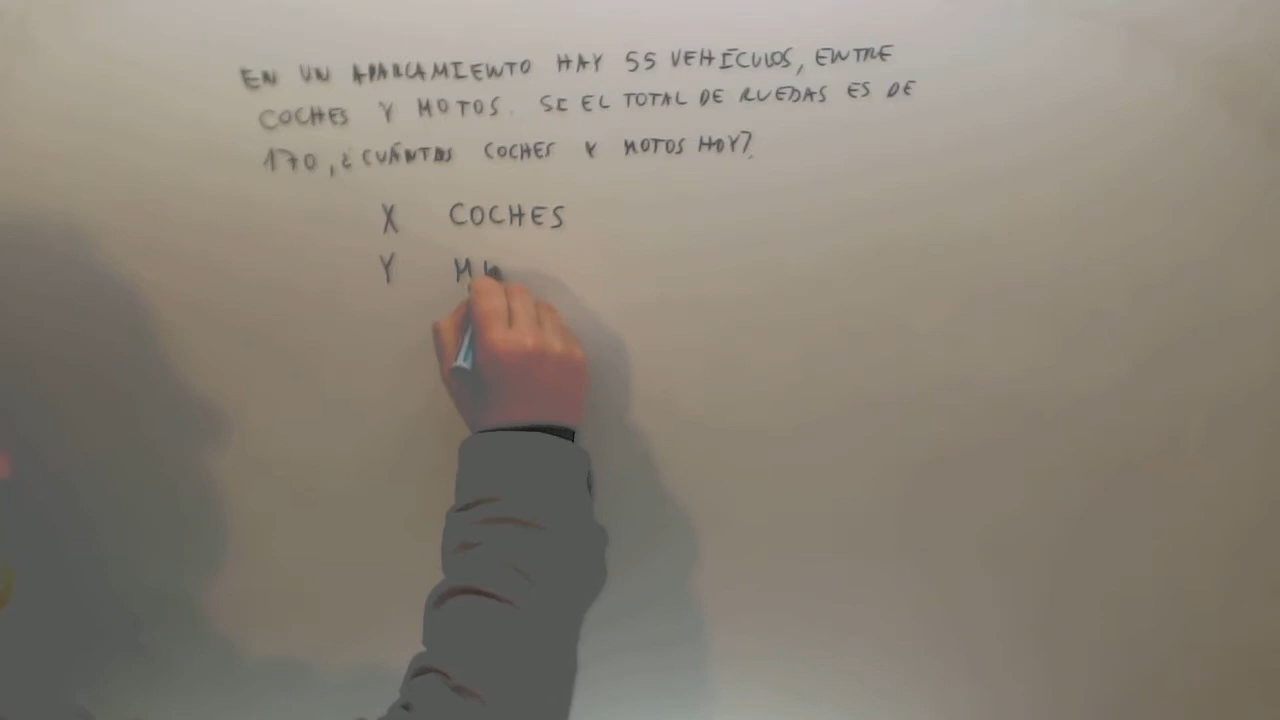 EN UN APARCAMIENTO HAY 55 VEHÍCULOS, ENTRE
COCHES Y MOTOS. SI EL TOTAL DE RUEDAS ES DE
170, ¿CUÁNTOS COCHES Y MOTOS HAY?
X COCHES
Y M